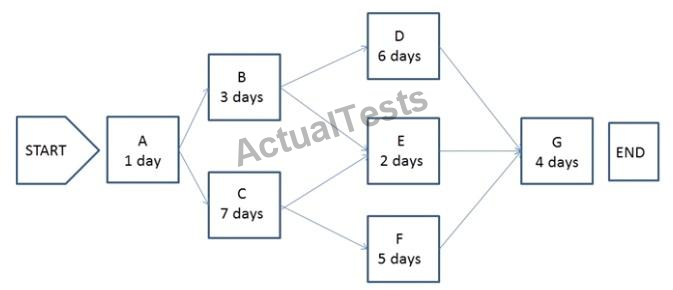 START
A
1 day
B
3 days
C
7 days
D
6 days
E
2 days
F
5 days
G
4 days
END
ActualTests